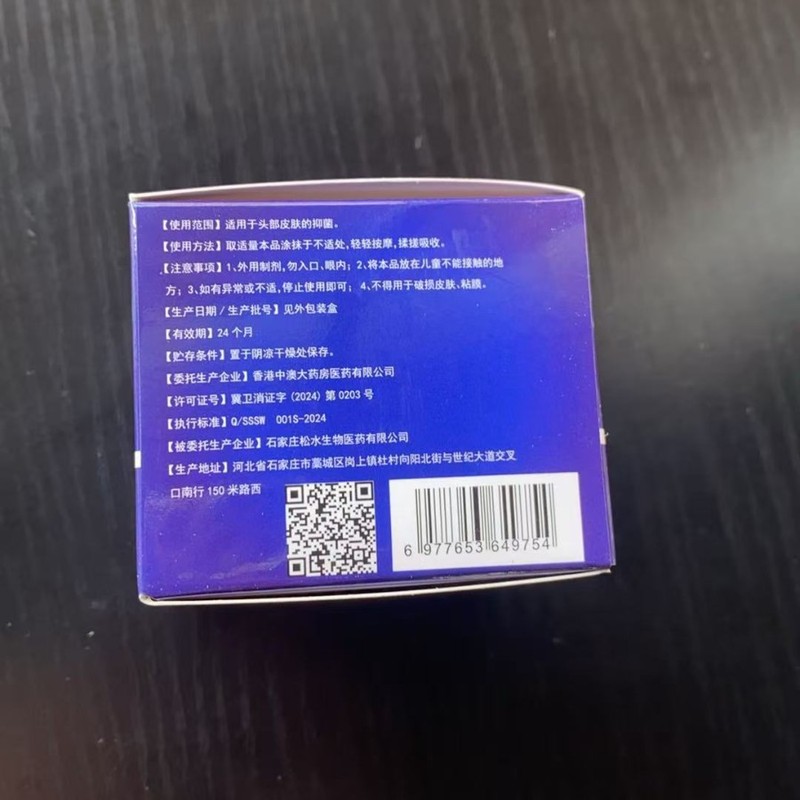 【使用范围】适用于头部皮肤的抑菌。
【使用方法】取适量本品涂抹于不适处,轻轻按摩,揉搓吸收。
【注意事项】1、外用制剂,勿入口、眼内；2、将本品放在儿童不能接触的地
方；3、如有异常或不适,停止使用即可； 4、不得用于破损皮肤、粘膜。
【生产日期/生产批号】见外包装盒
【有效期】24个月
【贮存条件】置于阴凉干燥处保存。
【委托生产企业】香港中澳大药房医药有限公司
【许可证号】冀卫消证字(2024)第0203号
【执行标准】Q/SSSW 001S-2024
【被委托生产企业】石家庄松水生物医药有限公司
【生产地址】河北省石家庄市藁城区岗上镇杜村向阳北街与世纪大道交叉
口南行150米路西
6 977653 649754